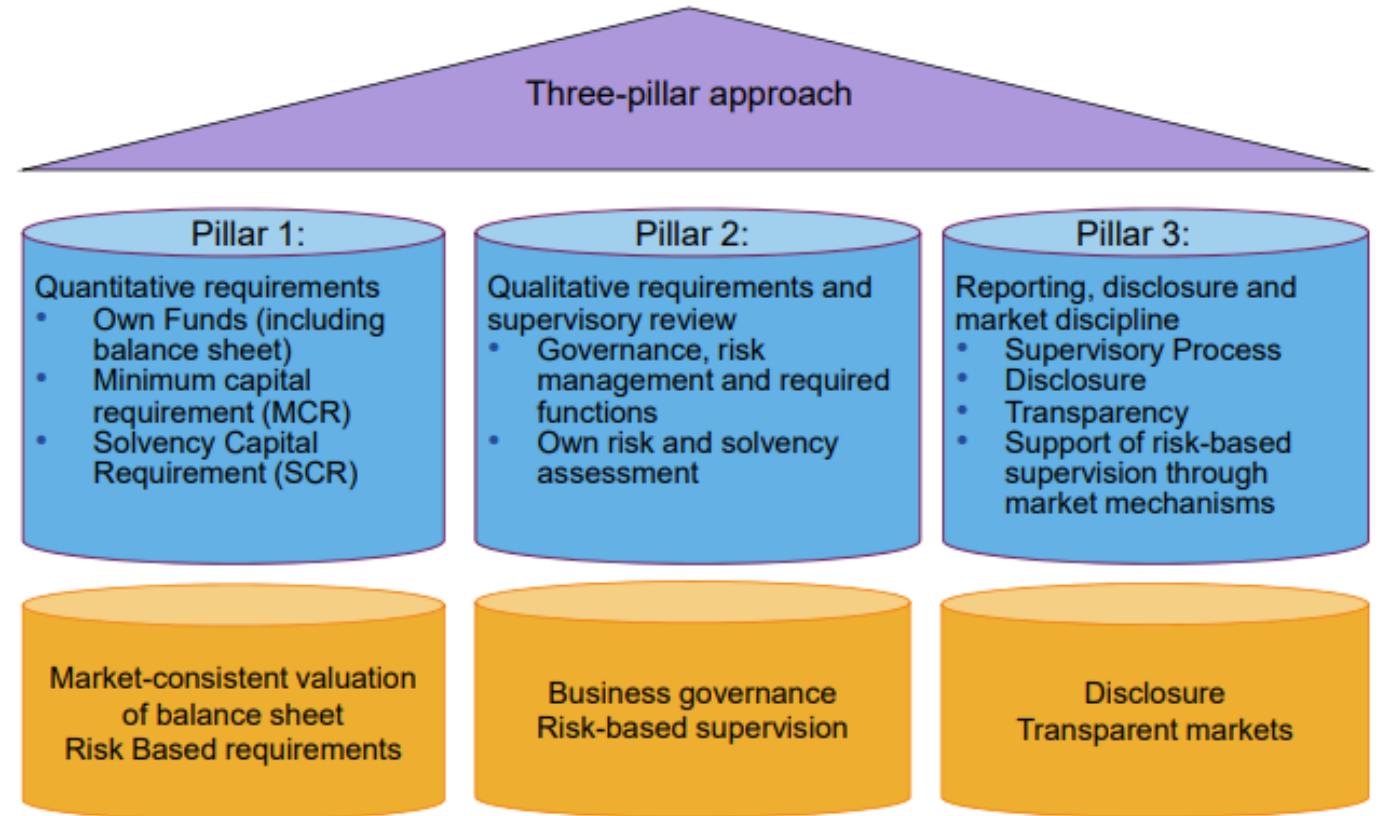 Three-pillar approach
Pillar 1:
Quantitative requirements
• Own Funds (including
balance sheet)
• Minimum capital
requirement (MCR)
• Solvency Capital
Requirement (SCR)
Pillar 2:
Qualitative requirements and
supervisory review
• Governance, risk
management and required
functions
• Own risk and solvency
assessment
Pillar 3:
Reporting, disclosure and
market discipline
• Supervisory Process
• Disclosure
• Transparency
• Support of risk-based
supervision through
market mechanisms
Market-consistent valuation
of balance sheet
Risk Based requirements
Business governance
Risk-based supervision
Disclosure
Transparent markets